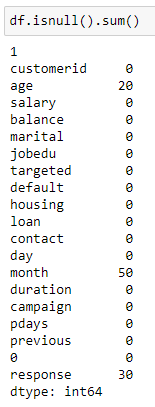 df.isnull().sum()
1
customerid 0
age 20
salary 0
balance 0
marital 0
jobedu 0
targeted 0
default 0
housing 0
loan 0
contact 0
day 0
month 50
duration 0
campaign 0
pdays 0
previous 0
0 0
response 30
dtype: int64